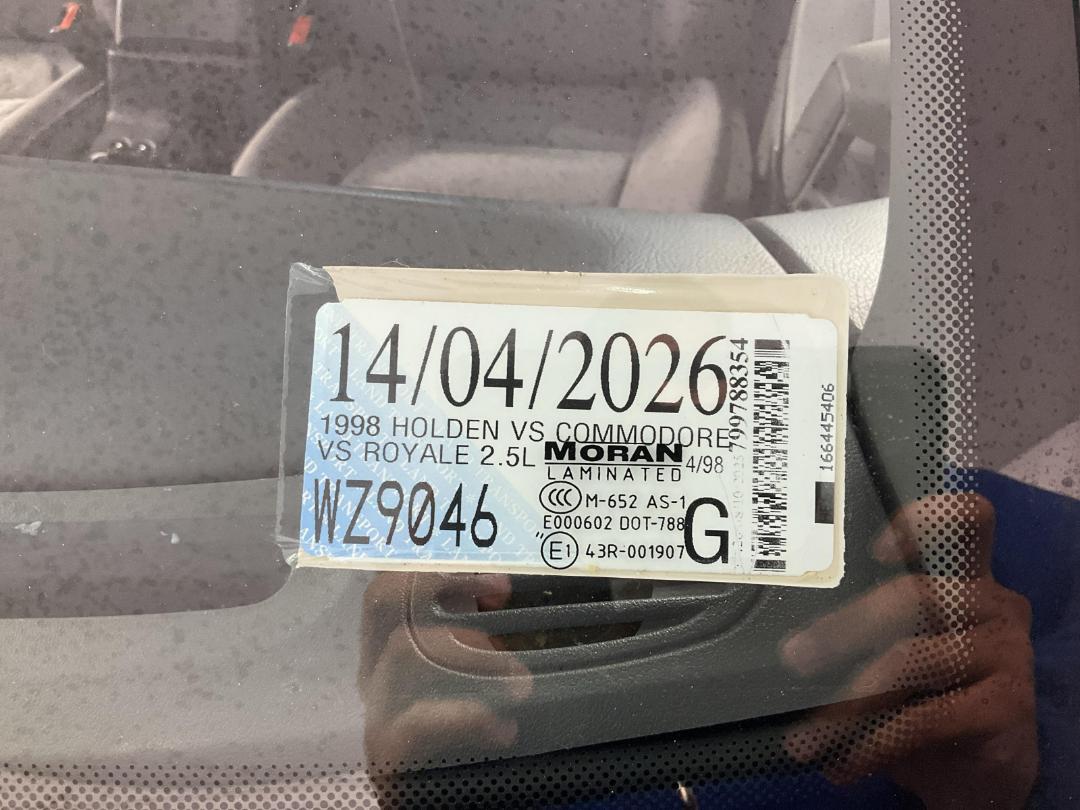 14/04/2026
1998 HOLDEN VS COMMODORE
VS ROYALE 2.5L
4/98
WZ9046
G
799788354
166445406
MORAN
LAMINATED
CCC M-652 AS-1
E000602 DOT-788
E1 43R-001907